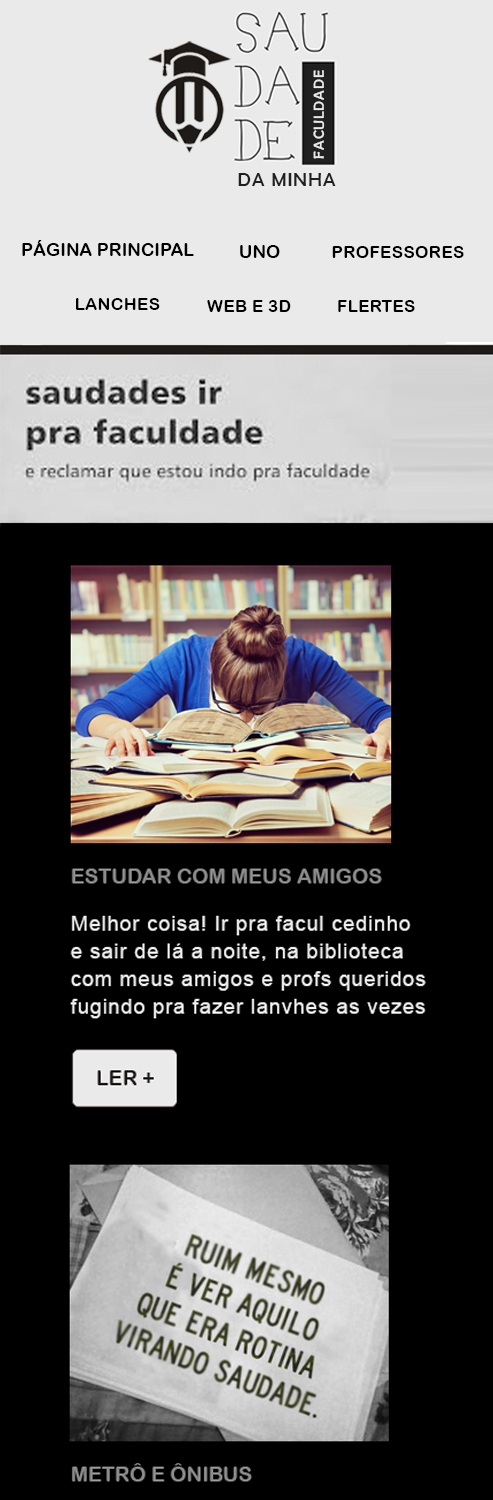 SAU
DA
DE
FACULDADE
DA MINHA
PÁGINA PRINCIPAL UNO PROFESSORES
LANCHES WEB E 3D FLERTES
saudades ir
pra faculdade
e reclamar que estou indo pra faculdade
ESTUDAR COM MEUS AMIGOS
Melhor coisa! Ir pra facul cedinho
e sair de lá a noite, na biblioteca
com meus amigos e profs queridos
fugindo pra fazer lanvhes as vezes
LER +
RUIM MESMO
É VER AQUILO
QUE ERA ROTINA
VIRANDO SAUDADE.
METRÔ E ÔNIBUS